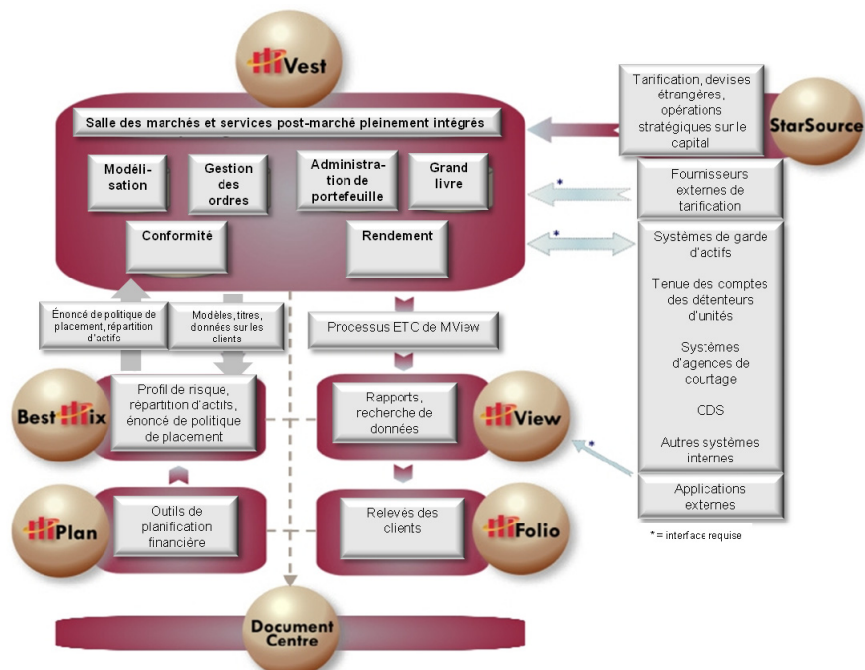 Vest
Salle des marchés et services post-marché pleinement intégrés
Modéli-
sation
Gestion
des
ordres
Administra-
tion de
portefeuille
Grand
livre
Conformité
Rendement
Tarification, devises
étrangères,
opérations
stratégiques sur le
capital
StarSource
*
Fournisseurs
externes de
tarification
*
Systèmes de garde
d'actifs
Tenue des comptes
des détenteurs
d'unités
Systèmes
d'agences de
courtage
CDS
Autres systèmes
internes
Applications
externes
* = interface requise
Énoncé de politique de
placement, répartition
d'actifs
Modèles, titres,
données sur les
clients
Processus ETC de MView
Best Mix
Profil de risque,
répartition d'actifs,
énoncé de politique
de placement
Rapports,
recherche de
données
View
*
Plan
Outils de
planification
financière
Relevés des
clients
Folio
Document
Centre